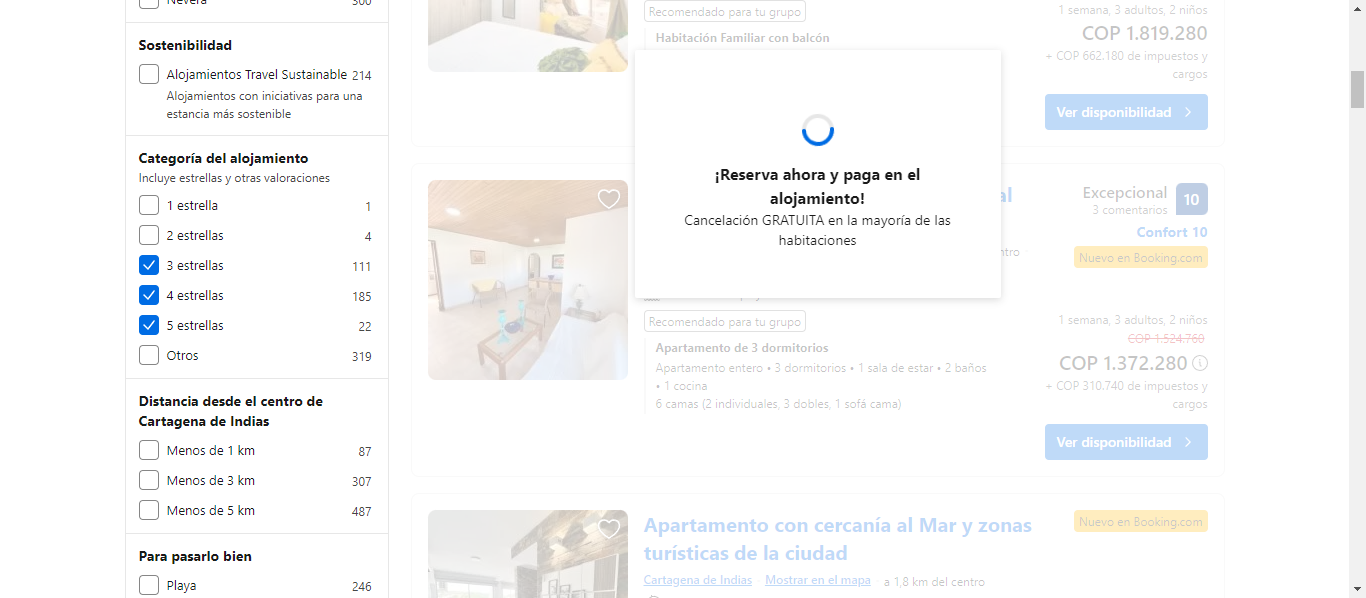 Nevera 300
Sostenibilidad
Alojamientos Travel Sustainable 214
Alojamientos con iniciativas para una
estancia más sostenible
Categoría del alojamiento
Incluye estrellas y otras valoraciones
1 estrella 1
2 estrellas 4
3 estrellas 111
4 estrellas 185
5 estrellas 22
Otros 319
Distancia desde el centro de
Cartagena de Indias
Menos de 1 km 87
Menos de 3 km 307
Menos de 5 km 487
Para pasarlo bien
Playa 246
Recomendado para tu grupo
Habitación Familiar con balcón
1 semana, 3 adultos, 2 niños
COP 1.819.280
+ COP 662.180 de impuestos y
cargos
Ver disponibilidad
¡Reserva ahora y paga en el
alojamiento!
Cancelación GRATUITA en la mayoría de las
habitaciones
Excepcional 10
3 comentarios
Confort 10
Nuevo en Booking.com
Recomendado para tu grupo
Apartamento de 3 dormitorios
Apartamento entero • 3 dormitorios • 1 sala de estar • 2 baños
• 1 cocina
6 camas (2 individuales, 3 dobles, 1 sofá cama)
1 semana, 3 adultos, 2 niños
COP 1.524.760
COP 1.372.280
+ COP 310.740 de impuestos y
cargos
Ver disponibilidad
Apartamento con cercanía al Mar y zonas
turísticas de la ciudad
Nuevo en Booking.com
Cartagena de Indias Mostrar en el mapa a 1,8 km del centro